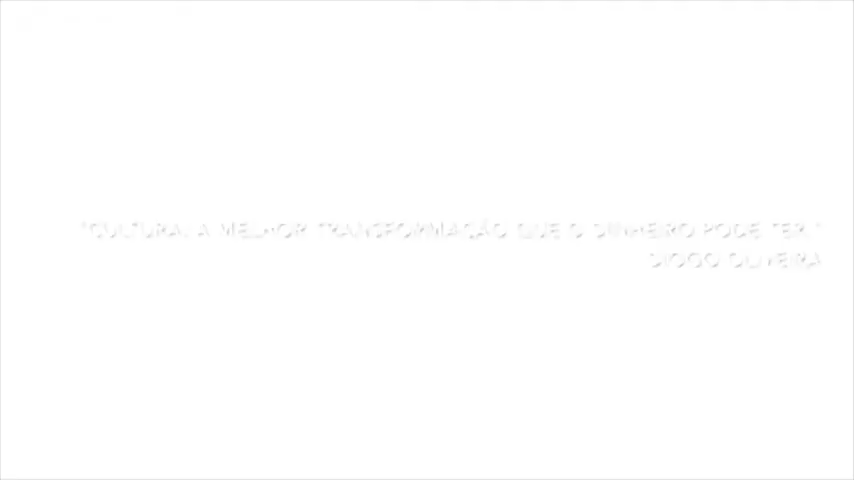 "CULTURA: A MELHOR TRANSFORMAÇÃO QUE O DINHEIRO PODE TER."
DIOGO OLIVEIRA